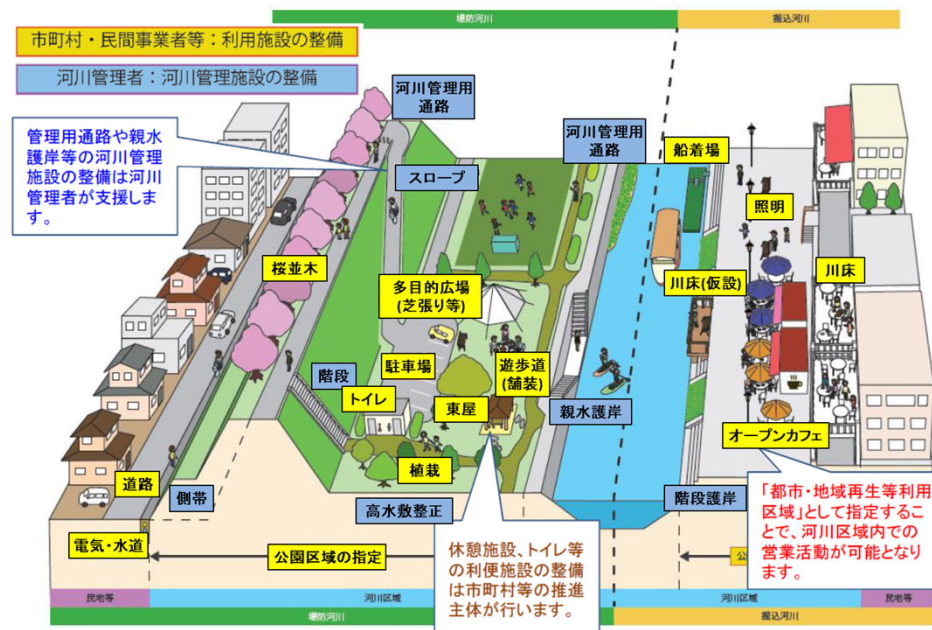 堤防河川
掘込河川
市町村・民間事業者等：利用施設の整備
河川管理者：河川管理施設の整備
管理用通路や親水
護岸等の河川管理
施設の整備は河川
管理者が支援しま
す。
河川管理用
通路
スロープ
河川管理用
通路
船着場
照明
桜並木
多目的広場
(芝張り等)
川床(仮設)
川床
駐車場
遊歩道
(舗装)
階段
トイレ
東屋
親水護岸
オープンカフェ
植栽
道路
側帯
高水敷整正
階段護岸
電気・水道
公園区域の指定
休憩施設、トイレ等
の利便施設の整備
は市町村等の推進
主体が行います。
「都市・地域再生等利用
区域」として指定するこ
とで、河川区域内での
営業活動が可能となり
ます。
民地等
河川区域
河川区域
民地等
堤防河川
掘込河川